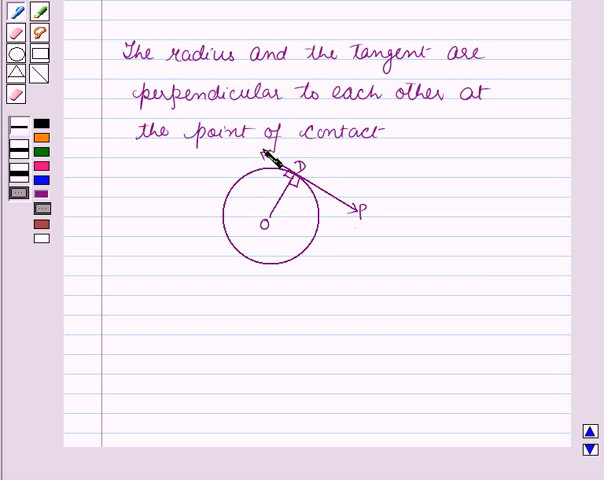 The radius and the tangent are
perpendicular to each other at
the point of contact
D
P
O